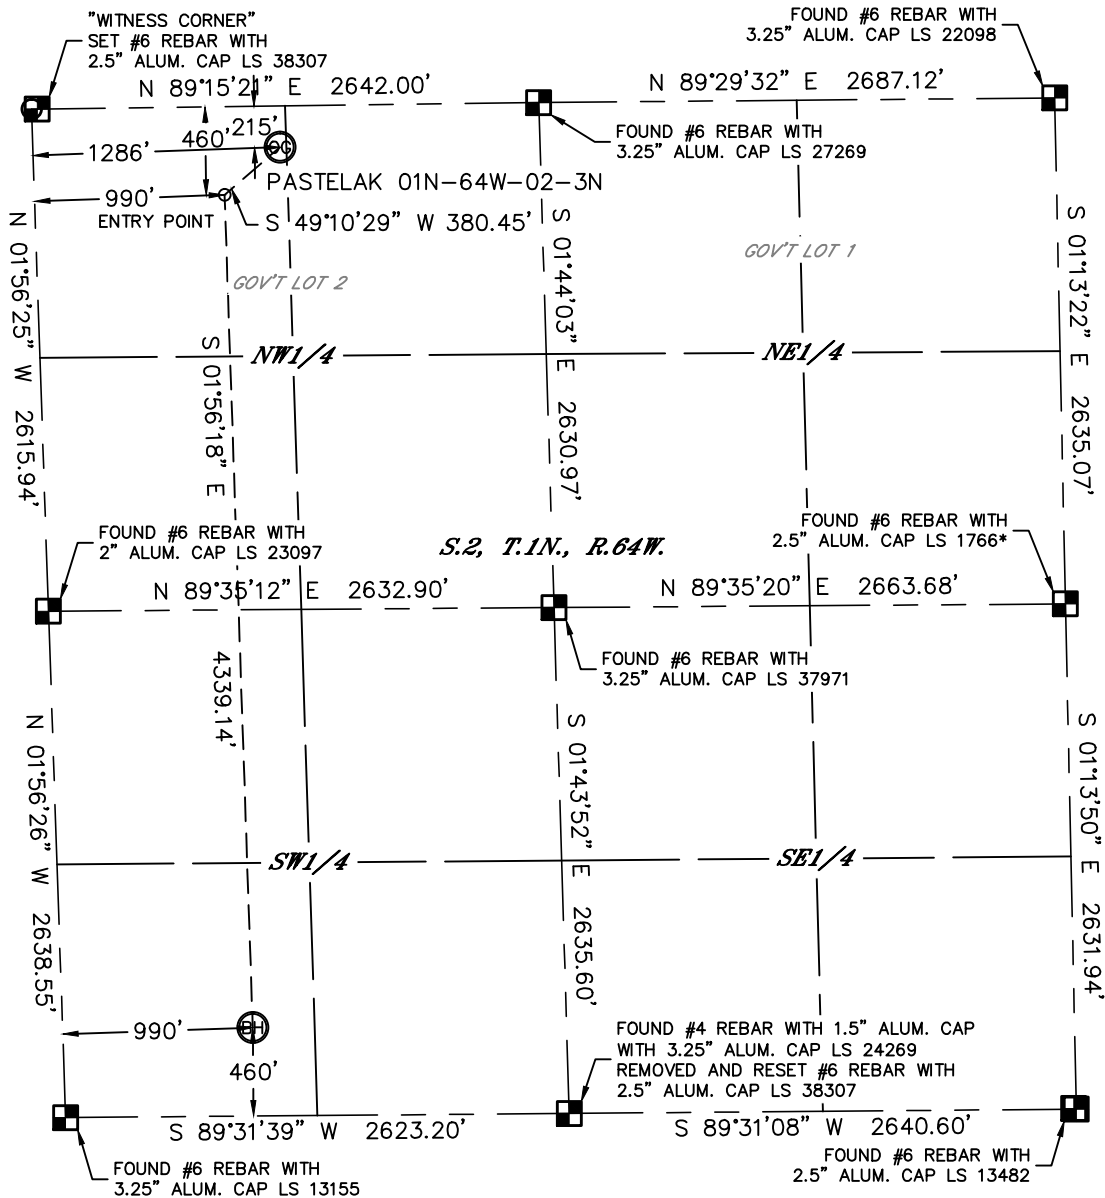 "WITNESS CORNER"
SET #6 REBAR WITH
2.5" ALUM. CAP LS 38307
FOUND #6 REBAR WITH
3.25" ALUM. CAP LS 22098
N 89°15'21" E 2642.00'
N 89°29'32" E 2687.12'
FOUND #6 REBAR WITH
3.25" ALUM. CAP LS 27269
215'
460'
1286'
OG
PASTELAK 01N-64W-02-3N
990'
ENTRY POINT
S 49°10'29" W 380.45'
GOV'T LOT 2
GOV'T LOT 1
N 01°56'25" W 2615.94'
S 01°56'18" E
4339.14'
S 01°44'03" E 2630.97'
S 01°13'22" E 2635.07'
NW1/4
NE1/4
FOUND #6 REBAR WITH
2" ALUM. CAP LS 23097
S.2, T.1N., R.64W.
FOUND #6 REBAR WITH
2.5" ALUM. CAP LS 1766*
N 89°35'12" E 2632.90'
N 89°35'20" E 2663.68'
FOUND #6 REBAR WITH
3.25" ALUM. CAP LS 37971
N 01°56'26" W 2638.55'
S 01°43'52" E 2635.60'
S 01°13'50" E 2631.94'
SW1/4
SE1/4
990'
BH
460'
FOUND #4 REBAR WITH 1.5" ALUM. CAP
WITH 3.25" ALUM. CAP LS 24269
REMOVED AND RESET #6 REBAR WITH
2.5" ALUM. CAP LS 38307
S 89°31'39" W 2623.20'
S 89°31'08" W 2640.60'
FOUND #6 REBAR WITH
3.25" ALUM. CAP LS 13155
FOUND #6 REBAR WITH
2.5" ALUM. CAP LS 13482